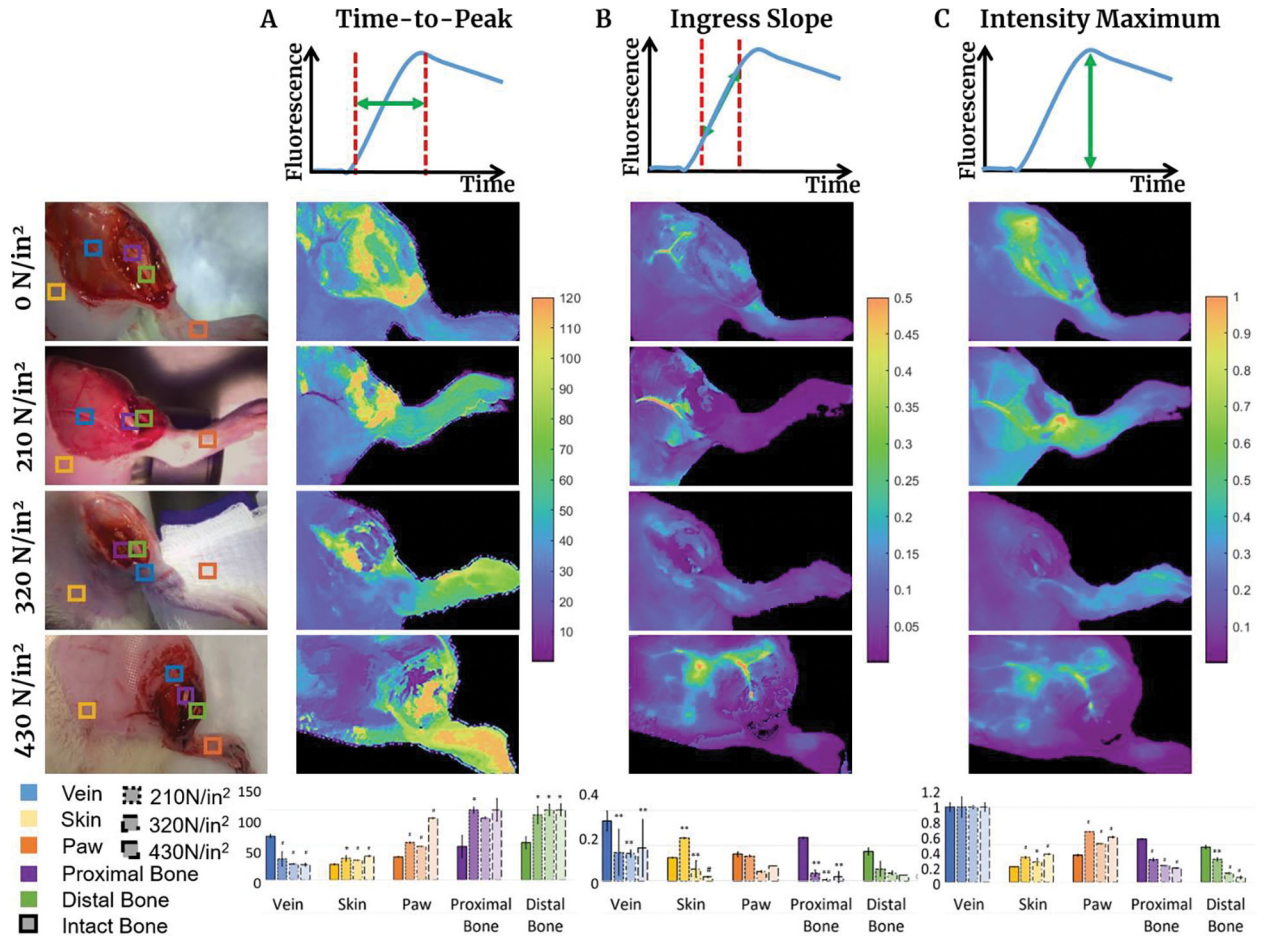 A Time-to-Peak
B Ingress Slope
C Intensity Maximum
Fluorescence
Time
Fluorescence
Time
Fluorescence
Time
0 N/in²
210 N/in²
320 N/in²
430 N/in²
120
110
100
90
80
70
60
50
40
30
20
10
0.5
0.45
0.4
0.35
0.3
0.25
0.2
0.15
0.1
0.05
1
0.9
0.8
0.7
0.6
0.5
0.4
0.3
0.2
0.1
Vein
Skin
Paw
Proximal Bone
Distal Bone
Intact Bone
210N/in²
320N/in²
430N/in²
150
100
50
0
Vein
Skin
Paw
Proximal
Bone
Distal
Bone
0.4
0.2
0
** ** **
** ** #
** ** **
Vein
Skin
Paw
Proximal
Bone
Distal
Bone
1.2
1
0.8
0.6
0.4
0.2
0
**
Vein
Skin
Paw
Proximal
Bone
Distal
Bone